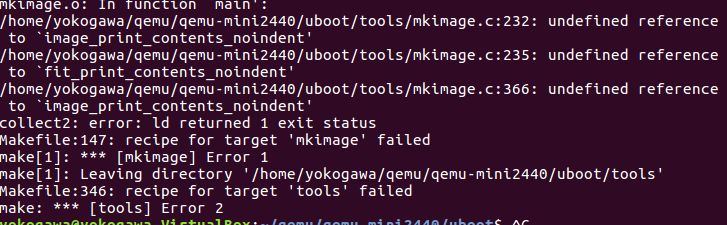 mkimage.o: In function `main':
/home/yokogawa/qemu/qemu-mini2440/uboot/tools/mkimage.c:232: undefined reference
 to `image_print_contents_noindent'
/home/yokogawa/qemu/qemu-mini2440/uboot/tools/mkimage.c:235: undefined reference
 to `fit_print_contents_noindent'
/home/yokogawa/qemu/qemu-mini2440/uboot/tools/mkimage.c:366: undefined reference
 to `image_print_contents_noindent'
collect2: error: ld returned 1 exit status
Makefile:147: recipe for target 'mkimage' failed
make[1]: *** [mkimage] Error 1
make[1]: Leaving directory '/home/yokogawa/qemu/qemu-mini2440/uboot/tools'
Makefile:346: recipe for target 'tools' failed
make: *** [tools] Error 2
yokogawa@yokogawa-VirtualBox:~/qemu/qemu-mini2440/uboot$ ^C